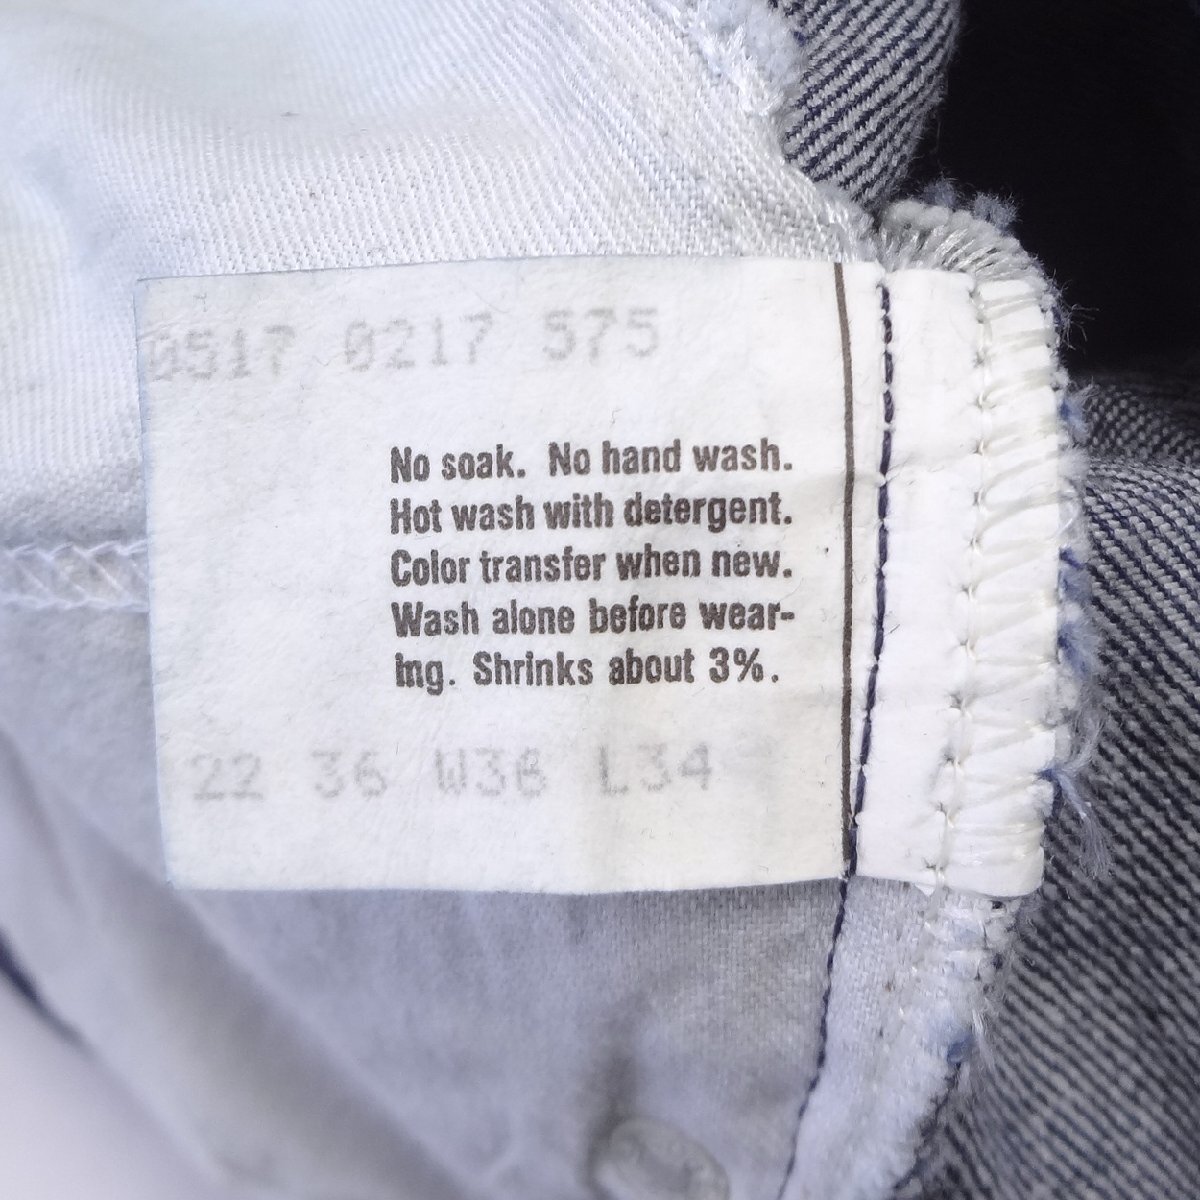 0517 0217 575
No soak. No hand wash.
Hot wash with detergent.
Color transfer when new.
Wash alone before wear-
ing. Shrinks about 3%.
22 36 W36 L34